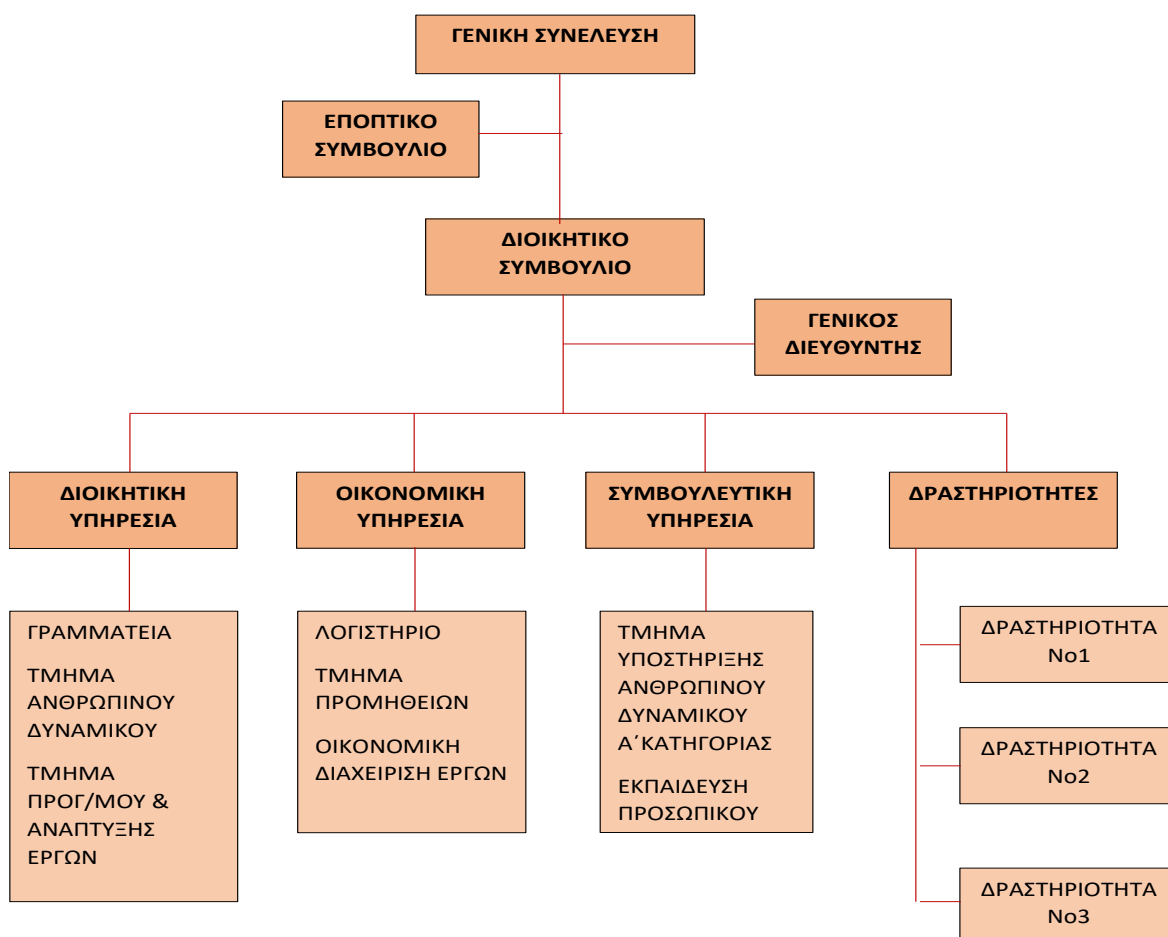 ΓΕΝΙΚΗ ΣΥΝΕΛΕΥΣΗ
ΕΠΟΠΤΙΚΟ
ΣΥΜΒΟΥΛΙΟ
ΔΙΟΙΚΗΤΙΚΟ
ΣΥΜΒΟΥΛΙΟ
ΓΕΝΙΚΟΣ
ΔΙΕΥΘΥΝΤΗΣ
ΔΙΟΙΚΗΤΙΚΗ
ΥΠΗΡΕΣΙΑ
ΟΙΚΟΝΟΜΙΚΗ
ΥΠΗΡΕΣΙΑ
ΣΥΜΒΟΥΛΕΥΤΙΚΗ
ΥΠΗΡΕΣΙΑ
ΔΡΑΣΤΗΡΙΟΤΗΤΕΣ
ΓΡΑΜΜΑΤΕΙΑ
ΤΜΗΜΑ
ΑΝΘΡΩΠΙΝΟΥ
ΔΥΝΑΜΙΚΟΥ
ΤΜΗΜΑ
ΠΡΟΓ/ΜΟΥ &
ΑΝΑΠΤΥΞΗΣ
ΕΡΓΩΝ
ΛΟΓΙΣΤΗΡΙΟ
ΤΜΗΜΑ
ΠΡΟΜΗΘΕΙΩΝ
ΟΙΚΟΝΟΜΙΚΗ
ΔΙΑΧΕΙΡΙΣΗ ΕΡΓΩΝ
ΤΜΗΜΑ
ΥΠΟΣΤΗΡΙΞΗΣ
ΑΝΘΡΩΠΙΝΟΥ
ΔΥΝΑΜΙΚΟΥ
Α΄ΚΑΤΗΓΟΡΙΑΣ
ΕΚΠΑΙΔΕΥΣΗ
ΠΡΟΣΩΠΙΚΟΥ
ΔΡΑΣΤΗΡΙΟΤΗΤΑ
Νο1
ΔΡΑΣΤΗΡΙΟΤΗΤΑ
Νο2
ΔΡΑΣΤΗΡΙΟΤΗΤΑ
Νο3